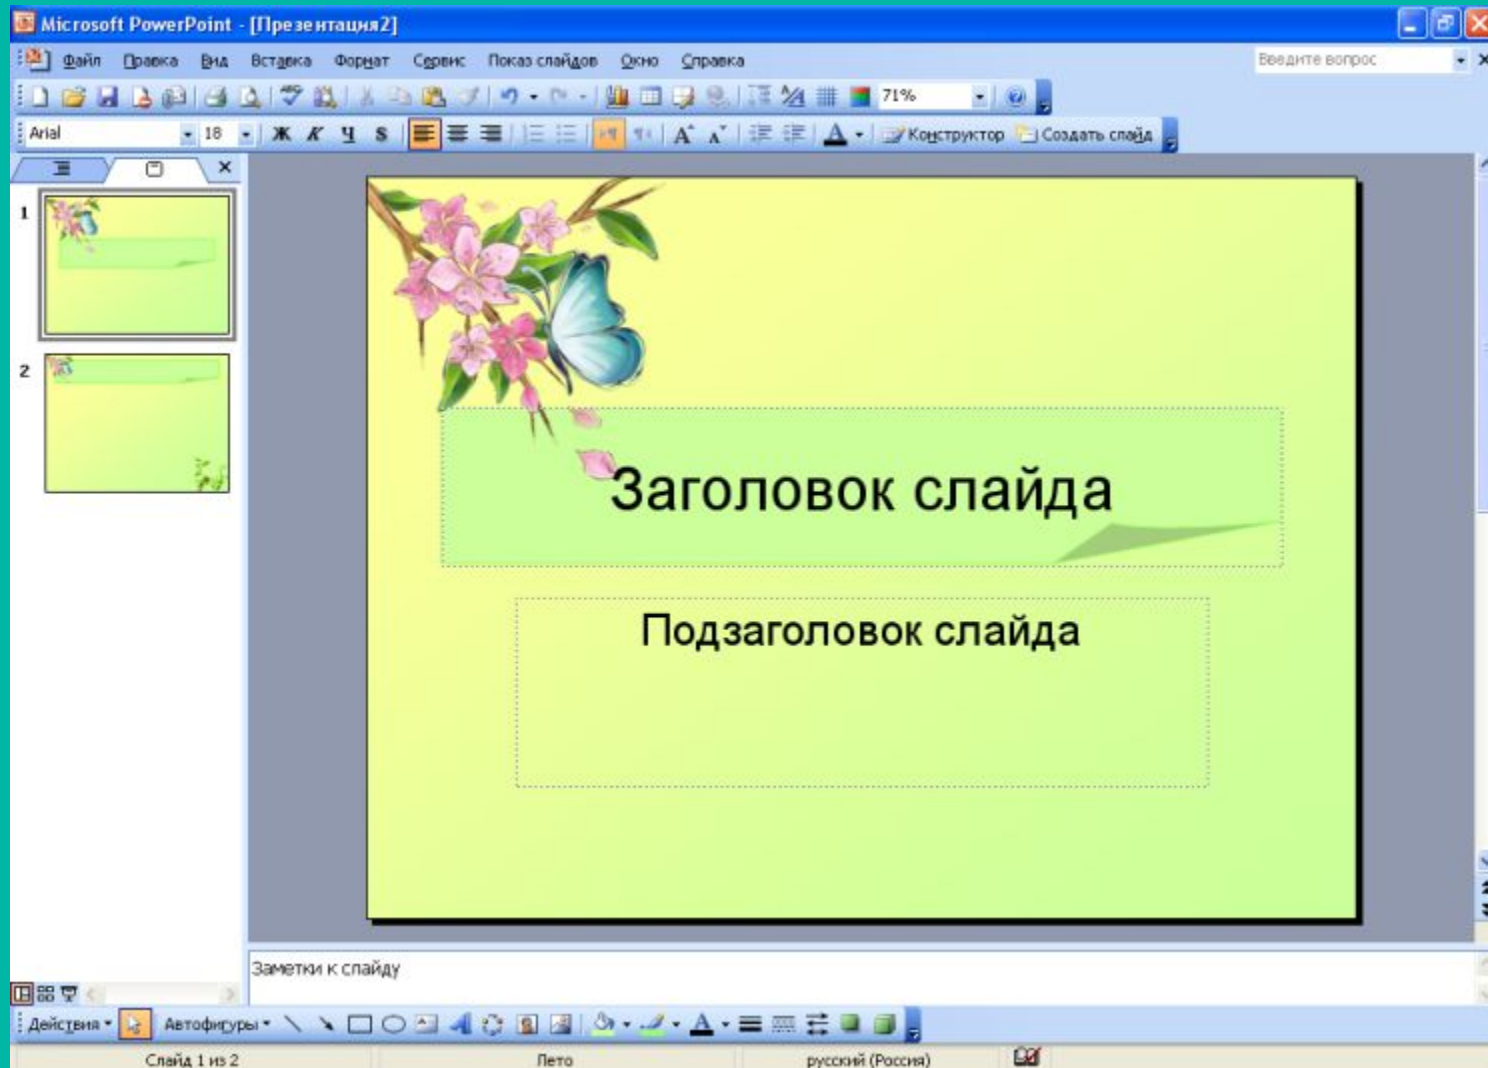 Microsoft PowerPoint - [Презентация2]
Файл Правка Вид Вставка Формат Сервис Показ слайдов Окно Справка Введите вопрос
71%
Arial 18 Ж К Ч S A A A Конструктор Создать слайд
1
2
Заголовок слайда
Подзаголовок слайда
Заметки к слайду
Действия Автофигуры A A
Слайд 1 из 2 Лето русский (Россия)